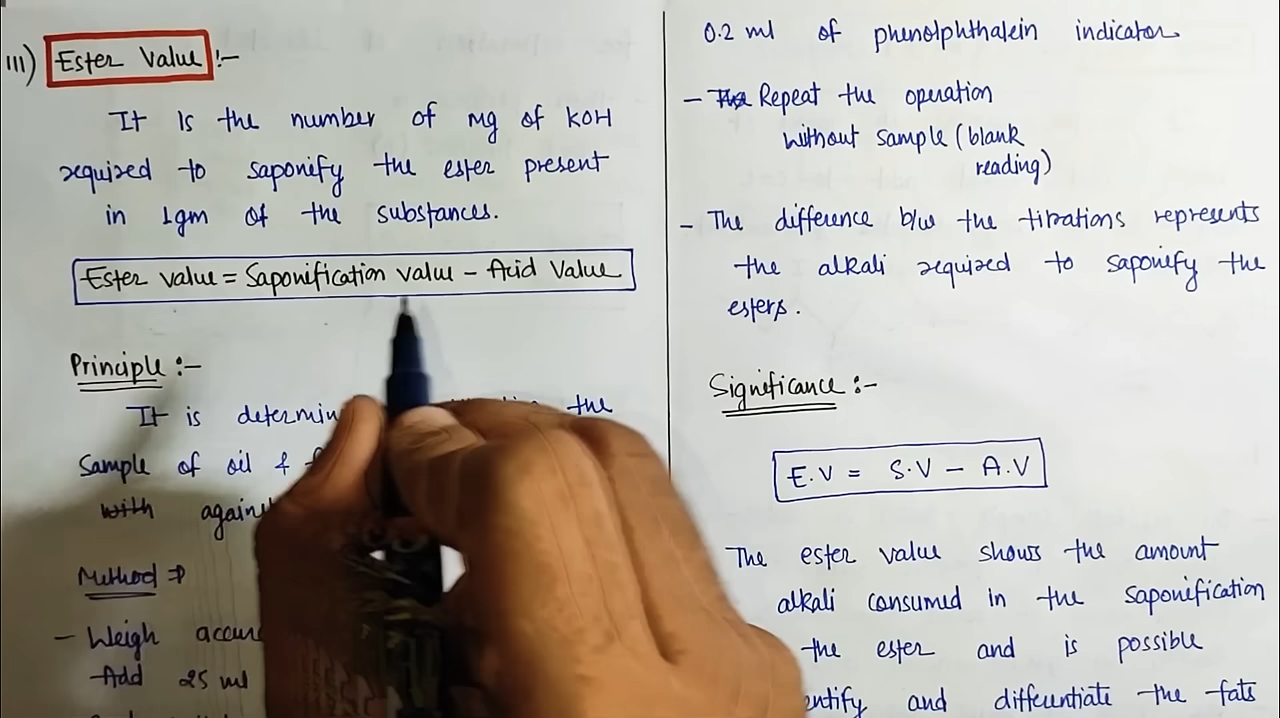 III) Ester Value :-
It is the number of mg of KOH
required to saponify the ester present
in 1gm of the substances.
Ester value = Saponification value - Acid Value
Principle :-
It is the
Sample of oil &
with
Method ⇒
- Weigh
Add 25 ml
0.2 ml of phenolphthalein indicator
- Repeat the operation
without sample (blank
reading)
- The difference b/w the titrations represents
the alkali required to saponify the
esters.
Significance :-
E.V = S.V - A.V
The ester value shows the amount
alkali consumed in the saponification
the ester and is possible
and differentiate the fats